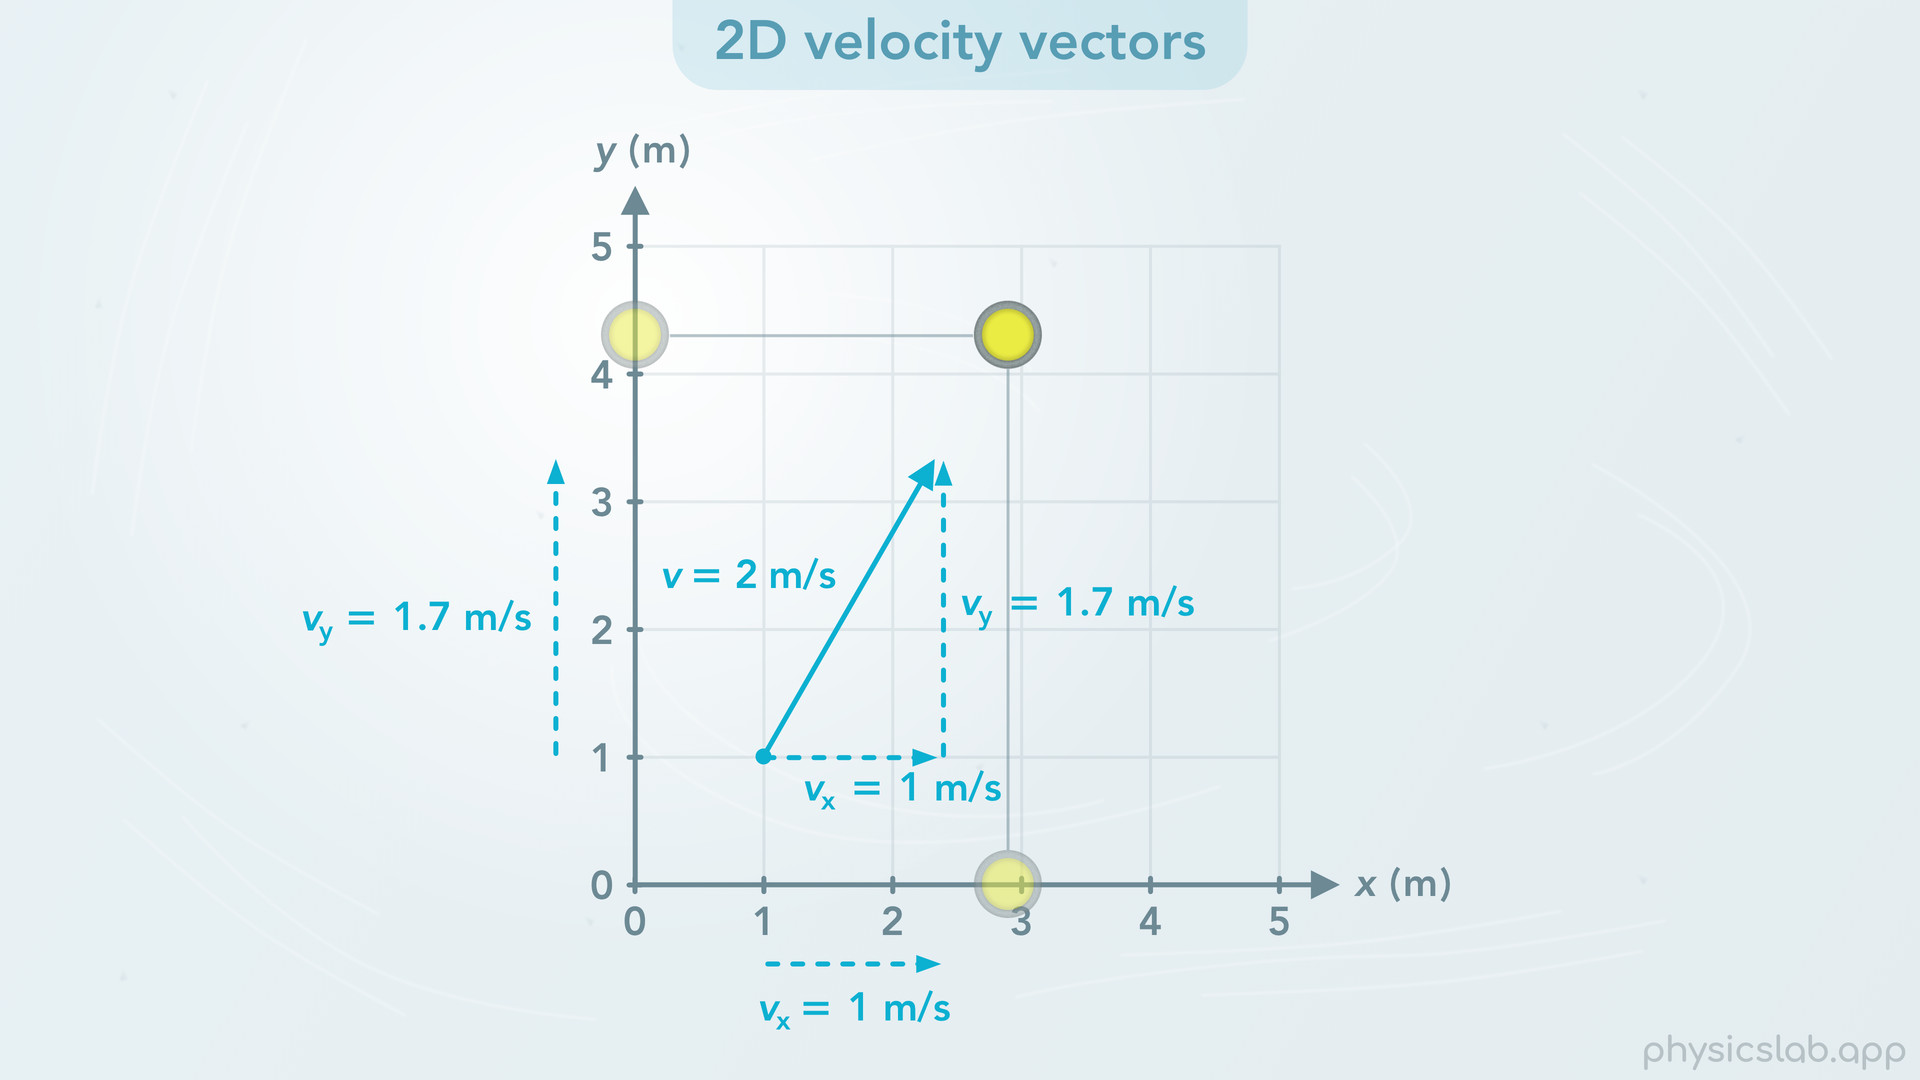 2D velocity vectors
y (m)
5
4
3
v = 2 m/s
vy = 1.7 m/s
vy = 1.7 m/s
2
1
vx = 1 m/s
0
x (m)
0 1 2 3 4 5
vx = 1 m/s
physicslab.app